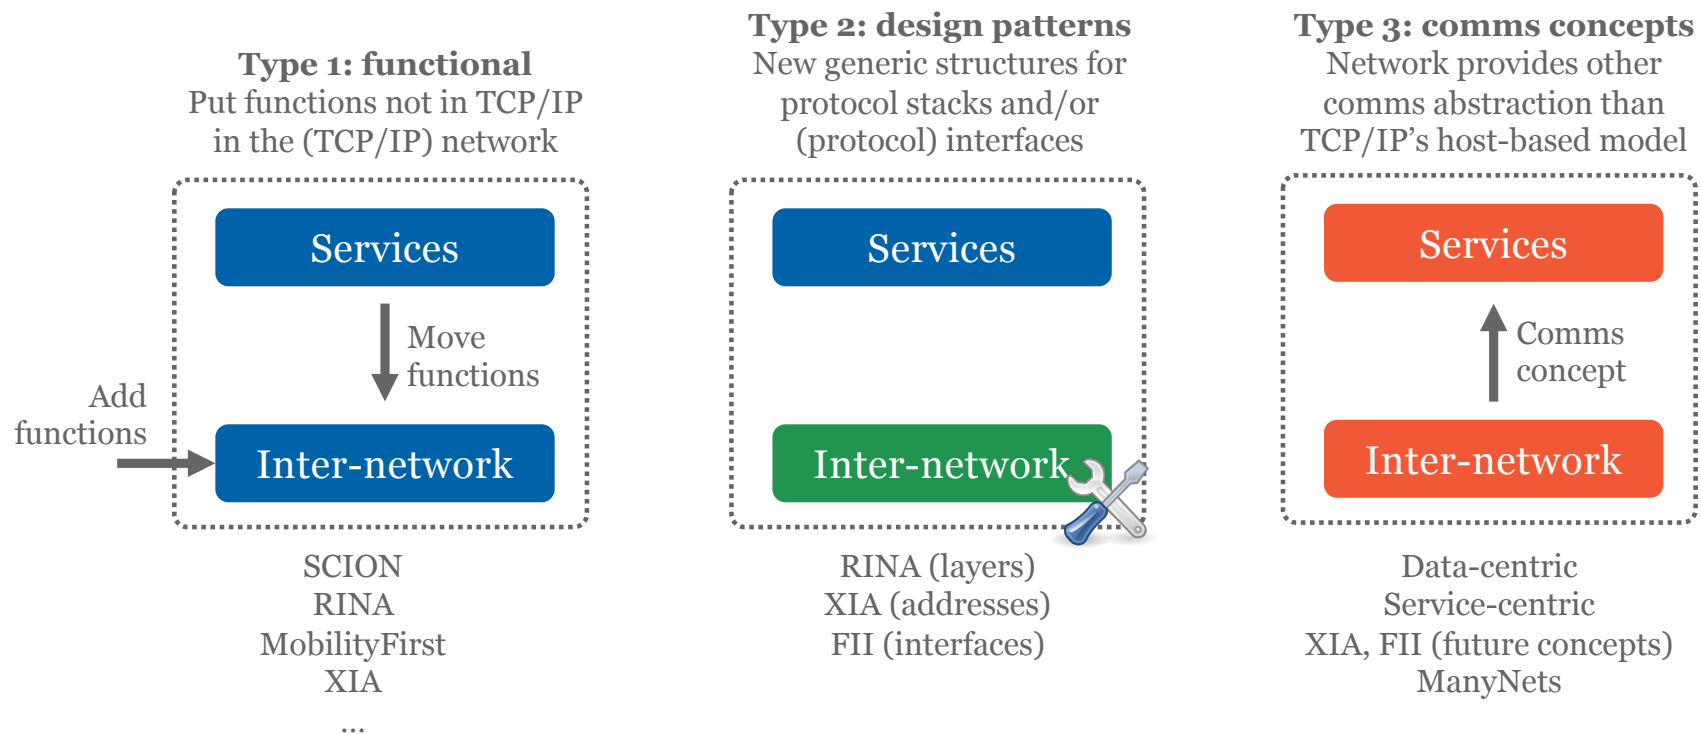 Type 1: functional
Put functions not in TCP/IP
in the (TCP/IP) network
Services
Move
functions
Add
functions
Inter-network
SCION
RINA
MobilityFirst
XIA
...
Type 2: design patterns
New generic structures for
protocol stacks and/or
(protocol) interfaces
Services
Inter-network
RINA (layers)
XIA (addresses)
FII (interfaces)
Type 3: comms concepts
Network provides other
comms abstraction than
TCP/IP’s host-based model
Services
Comms
concept
Inter-network
Data-centric
Service-centric
XIA, FII (future concepts)
ManyNets